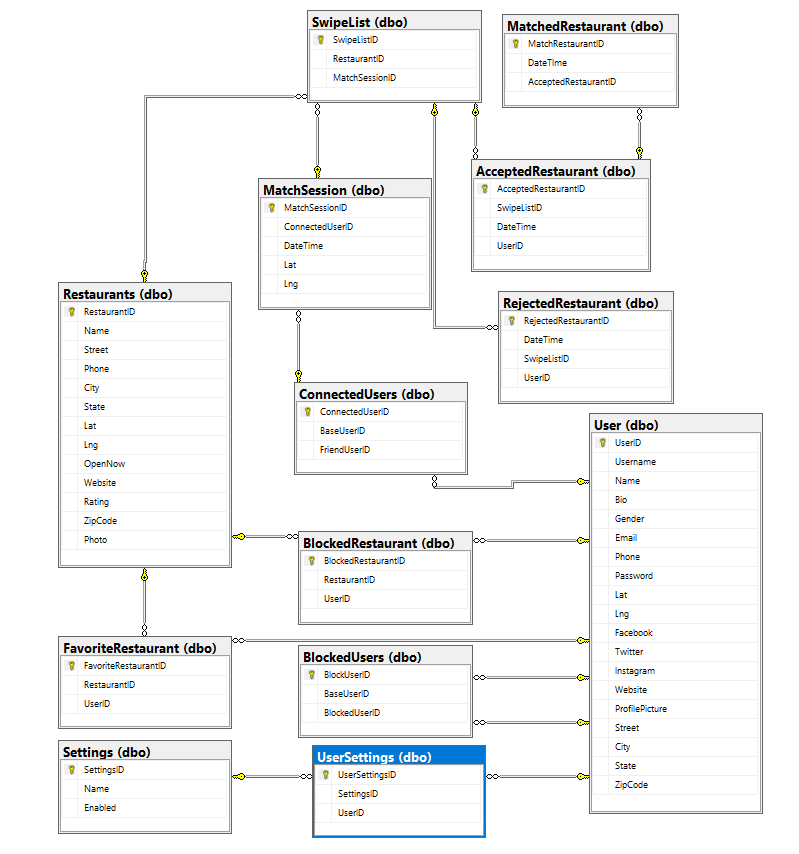 SwipeList (dbo)
SwipeListID
RestaurantID
MatchSessionID
MatchedRestaurant (dbo)
MatchRestaurantID
DateTIme
AcceptedRestaurantID
AcceptedRestaurant (dbo)
AcceptedRestaurantID
SwipeListID
DateTime
UserID
MatchSession (dbo)
MatchSessionID
ConnectedUserID
DateTime
Lat
Lng
Restaurants (dbo)
RestaurantID
Name
Street
Phone
City
State
Lat
Lng
OpenNow
Website
Rating
ZipCode
Photo
RejectedRestaurant (dbo)
RejectedRestaurantID
DateTime
SwipeListID
UserID
ConnectedUsers (dbo)
ConnectedUserID
BaseUserID
FriendUserID
User (dbo)
UserID
Username
Name
Bio
Gender
Email
Phone
Password
Lat
Lng
Facebook
Twitter
Instagram
Website
ProfilePicture
Street
City
State
ZipCode
BlockedRestaurant (dbo)
BlockedRestaurantID
RestaurantID
UserID
FavoriteRestaurant (dbo)
FavoriteRestaurantID
RestaurantID
UserID
BlockedUsers (dbo)
BlockUserID
BaseUserID
BlockedUserID
Settings (dbo)
SettingsID
Name
Enabled
UserSettings (dbo)
UserSettingsID
SettingsID
UserID